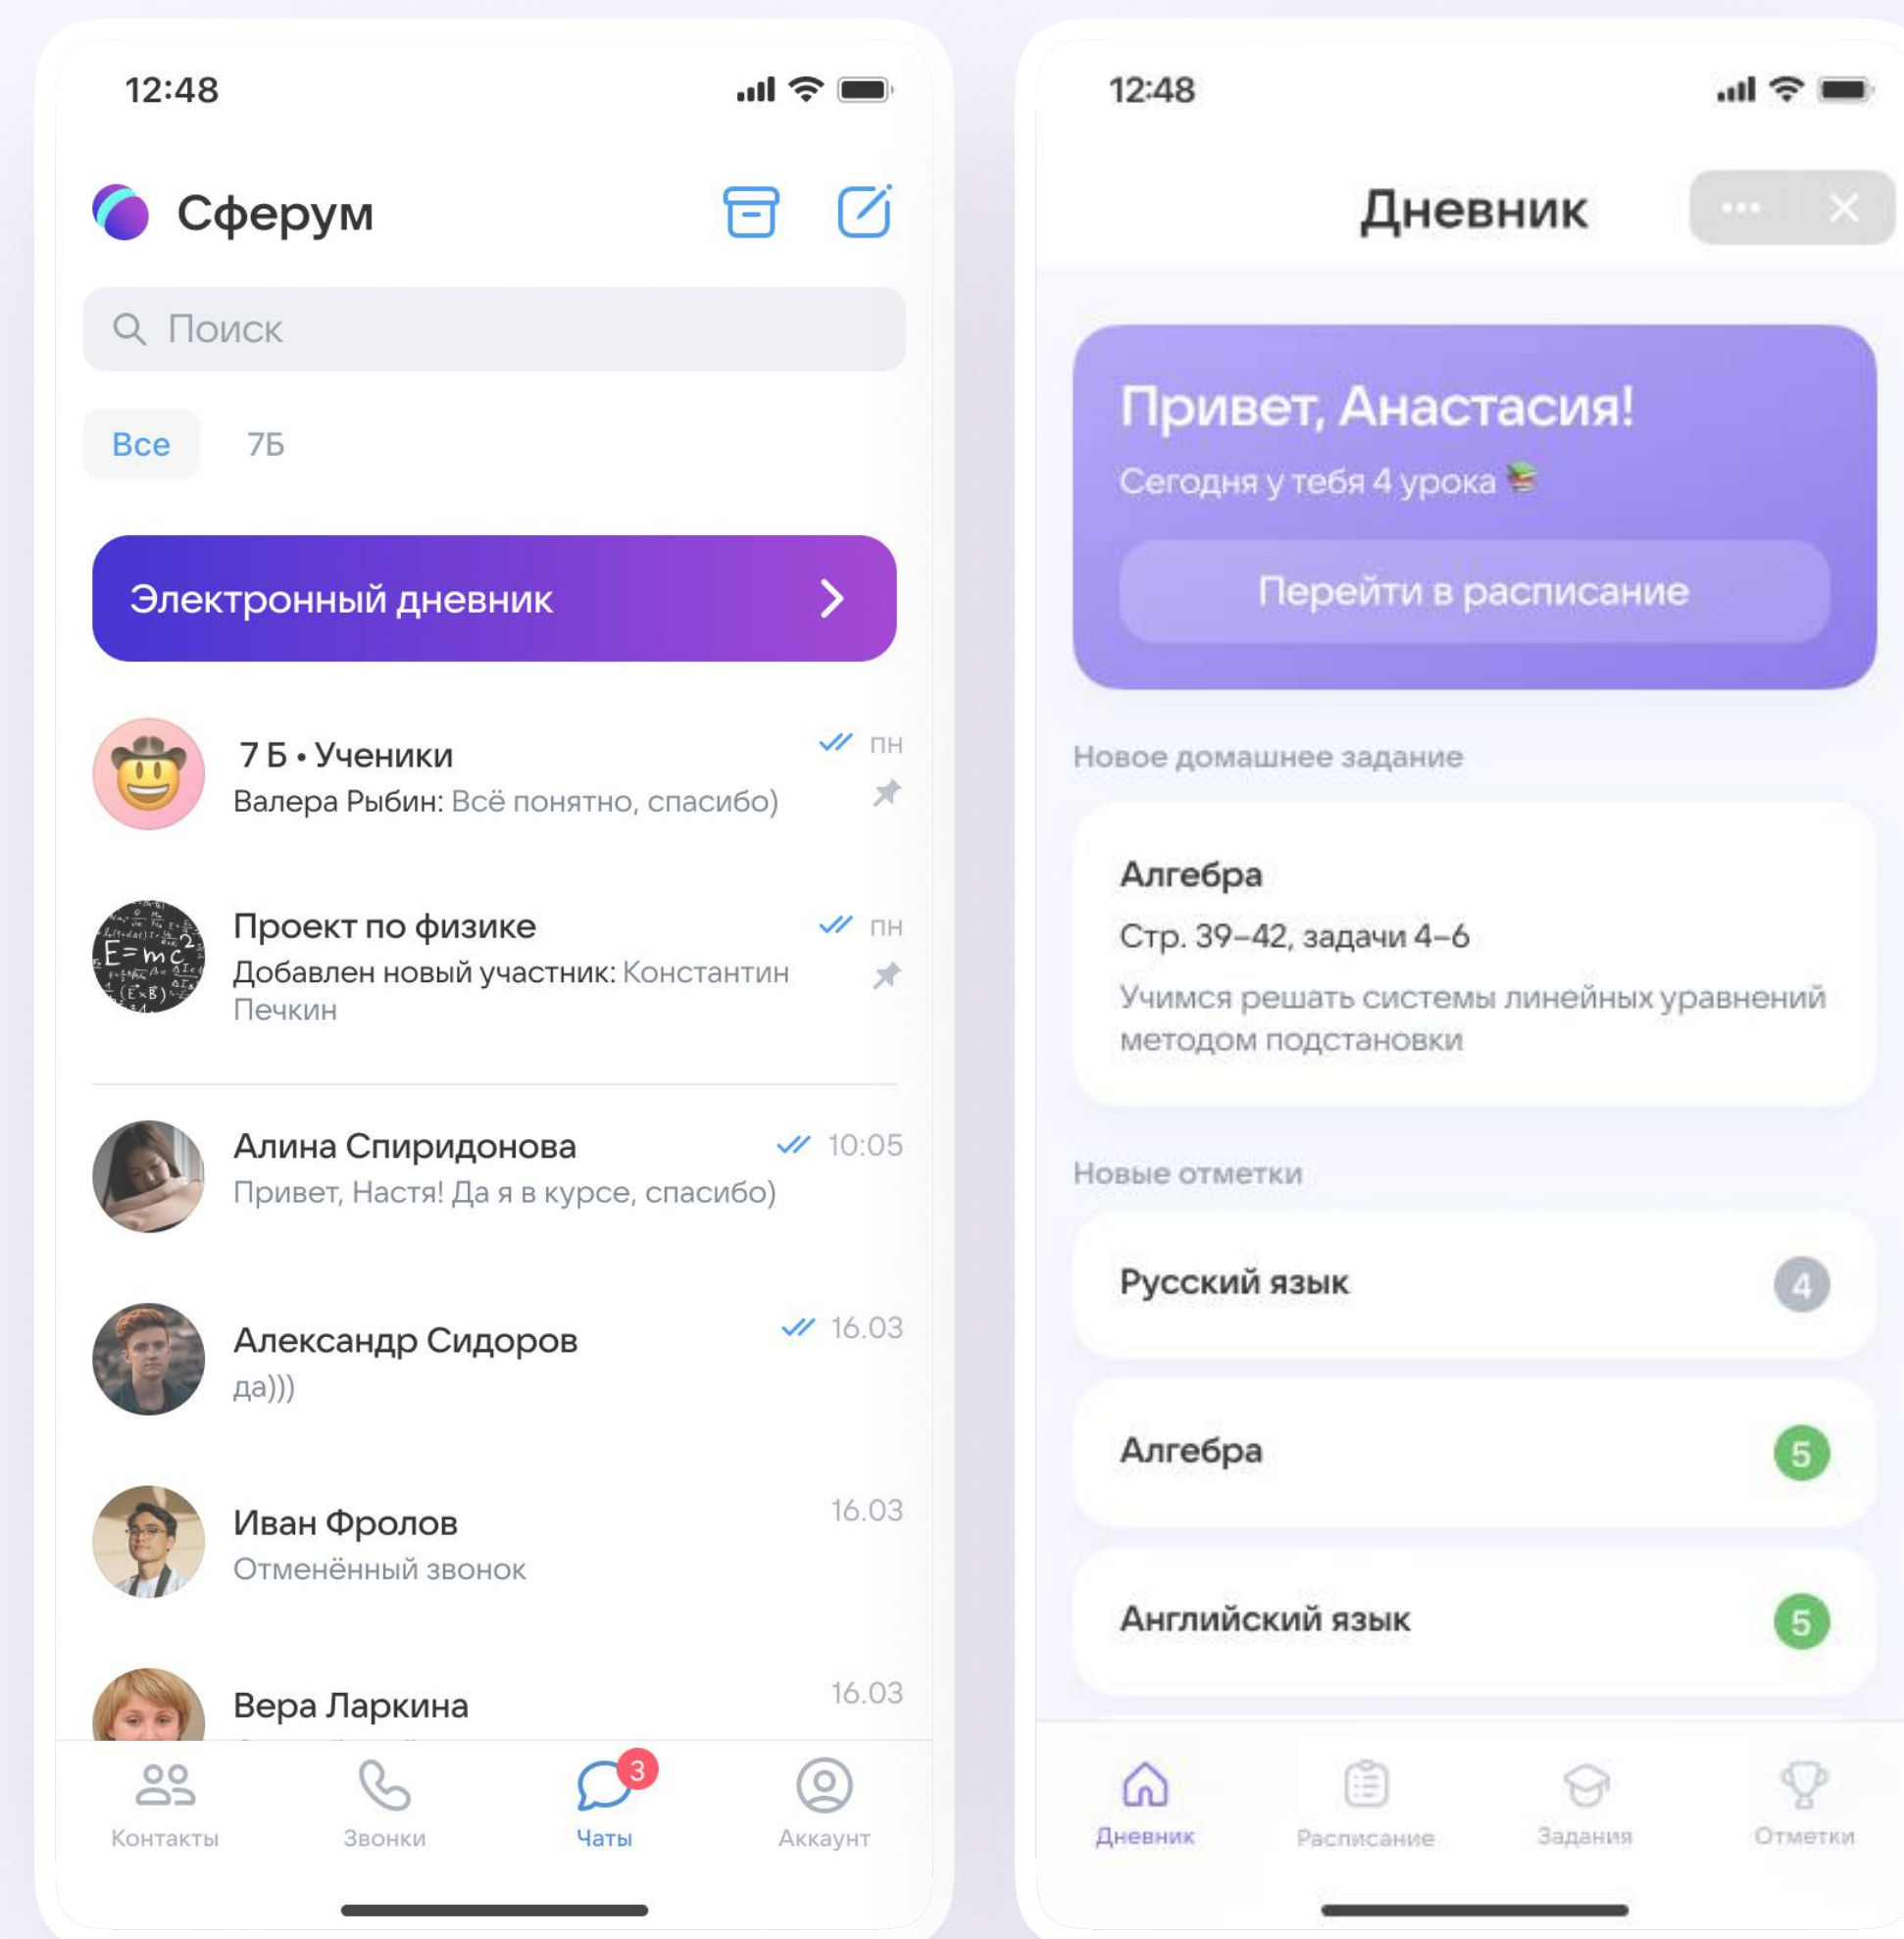 12:48
Сферум
Поиск
Все 7Б
Электронный дневник
7 Б • Ученики пн
Валера Рыбин: Всё понятно, спасибо)
E=mc2
(E×B)
Проект по физике пн
Добавлен новый участник: Константин
Печкин
Алина Спиридонова 10:05
Привет, Настя! Да я в курсе, спасибо)
Александр Сидоров 16.03
да)))
Иван Фролов 16.03
Отменённый звонок
Вера Ларкина 16.03
3
Контакты Звонки Чаты Аккаунт
12:48
Дневник
Привет, Анастасия!
Сегодня у тебя 4 урока
Перейти в расписание
Новое домашнее задание
Алгебра
Стр. 39–42, задачи 4–6
Учимся решать системы линейных уравнений
методом подстановки
Новые отметки
Русский язык 4
Алгебра 5
Английский язык 5
Дневник Расписание Задания Отметки